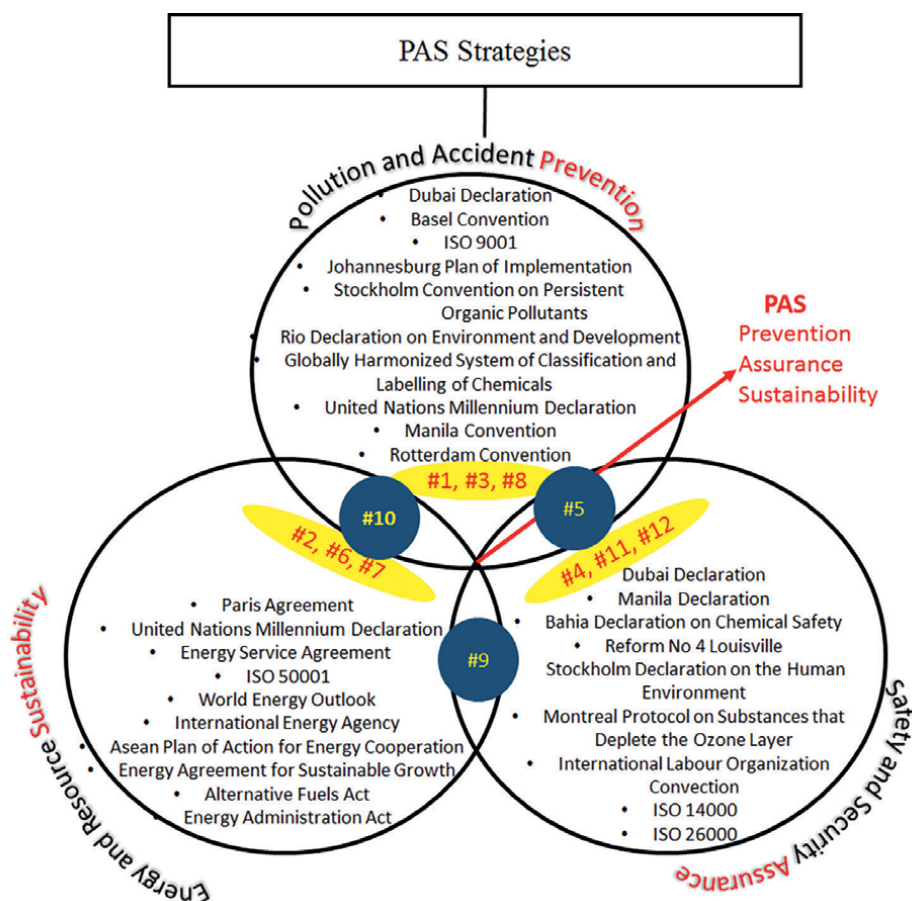 PAS Strategies
Pollution and Accident Prevention
• Dubai Declaration
• Basel Convention
• ISO 9001
• Johannesburg Plan of Implementation
• Stockholm Convention on Persistent
Organic Pollutants
• Rio Declaration on Environment and Development
• Globally Harmonized System of Classification and
Labelling of Chemicals
• United Nations Millennium Declaration
• Manila Convention
• Rotterdam Convention
PAS
Prevention
Assurance
Sustainability
#1, #3, #8
#10
#5
#2, #6, #7
#4, #11, #12
#9
Energy and Resource Sustainability
• Paris Agreement
• United Nations Millennium Declaration
• Energy Service Agreement
• ISO 50001
• World Energy Outlook
• International Energy Agency
• Asean Plan of Action for Energy Cooperation
• Energy Agreement for Sustainable Growth
• Alternative Fuels Act
• Energy Administration Act
Safety and Security Assurance
Dubai Declaration
• Manila Declaration
• Bahia Declaration on Chemical Safety
• Reform No 4 Louisville
Stockholm Declaration on the Human
Environment
• Montreal Protocol on Substances that
Deplete the Ozone Layer
• International Labour Organization
Convection
• ISO 14000
• ISO 26000